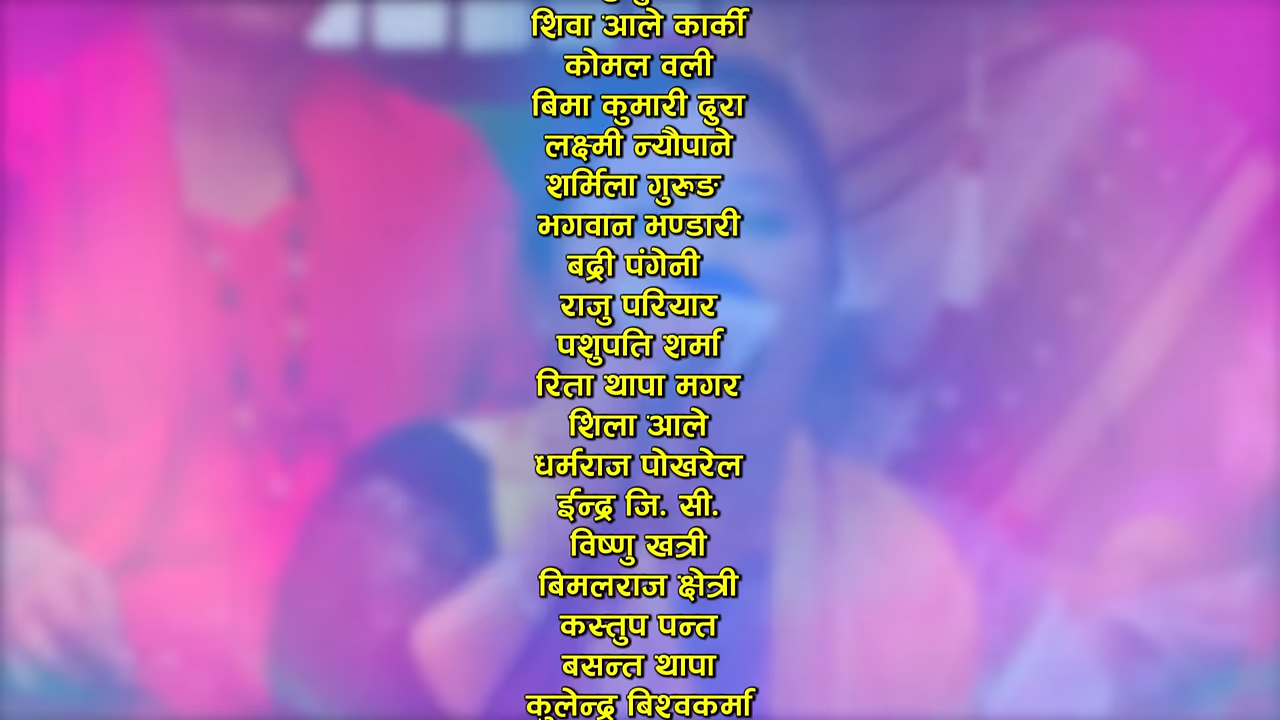 शिवा आले कार्की
कोमल वली
बिमा कुमारी दुरा
लक्ष्मी न्यौपाने
शर्मिला गुरूङ
भगवान भण्डारी
बद्री पंगेनी
राजु परियार
पशुपति शर्मा
रिता थापा मगर
शिला आले
धर्मराज पोखरेल
ईन्द्र जि. सी.
विष्णु खत्री
बिमलराज क्षेत्री
कस्तुप पन्त
बसन्त थापा
कुलेन्द्र बिश्वकर्मा